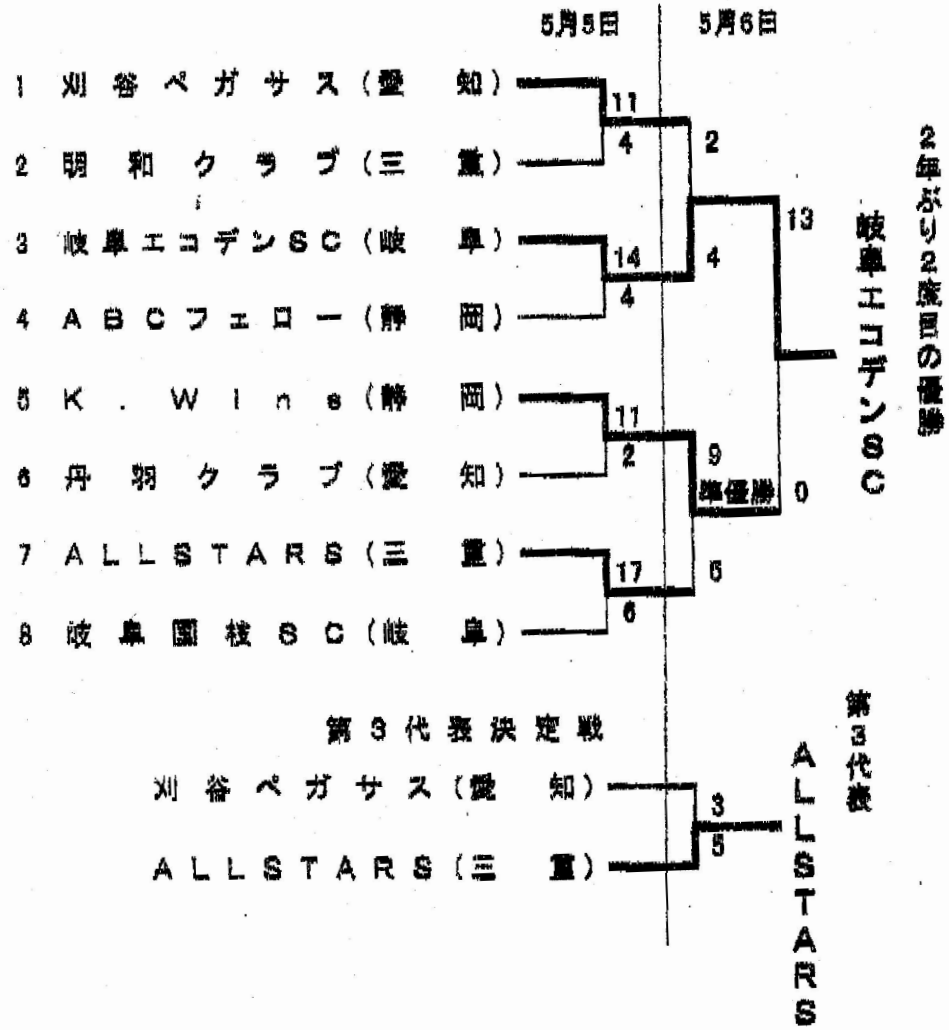 5月5日 5月6日
1 刈谷ペガサス(愛知)
11
4
2 明和クラブ(三重)
2
3 岐阜エコデンSC(岐阜)
14
4
4
4 ABCフェロー(静岡)
13
5 K.Wins(静岡)
11
2
6 丹羽クラブ(愛知)
9
準優勝
0
7 ALLSTARS(三重)
17
6
5
8 岐阜圏域SC(岐阜)
岐阜エコデンSC
2年ぶり2度目の優勝
第3代表決定戦
刈谷ペガサス(愛知)
3
5
ALLSTARS(三重)
ALLSTARS
第3代表